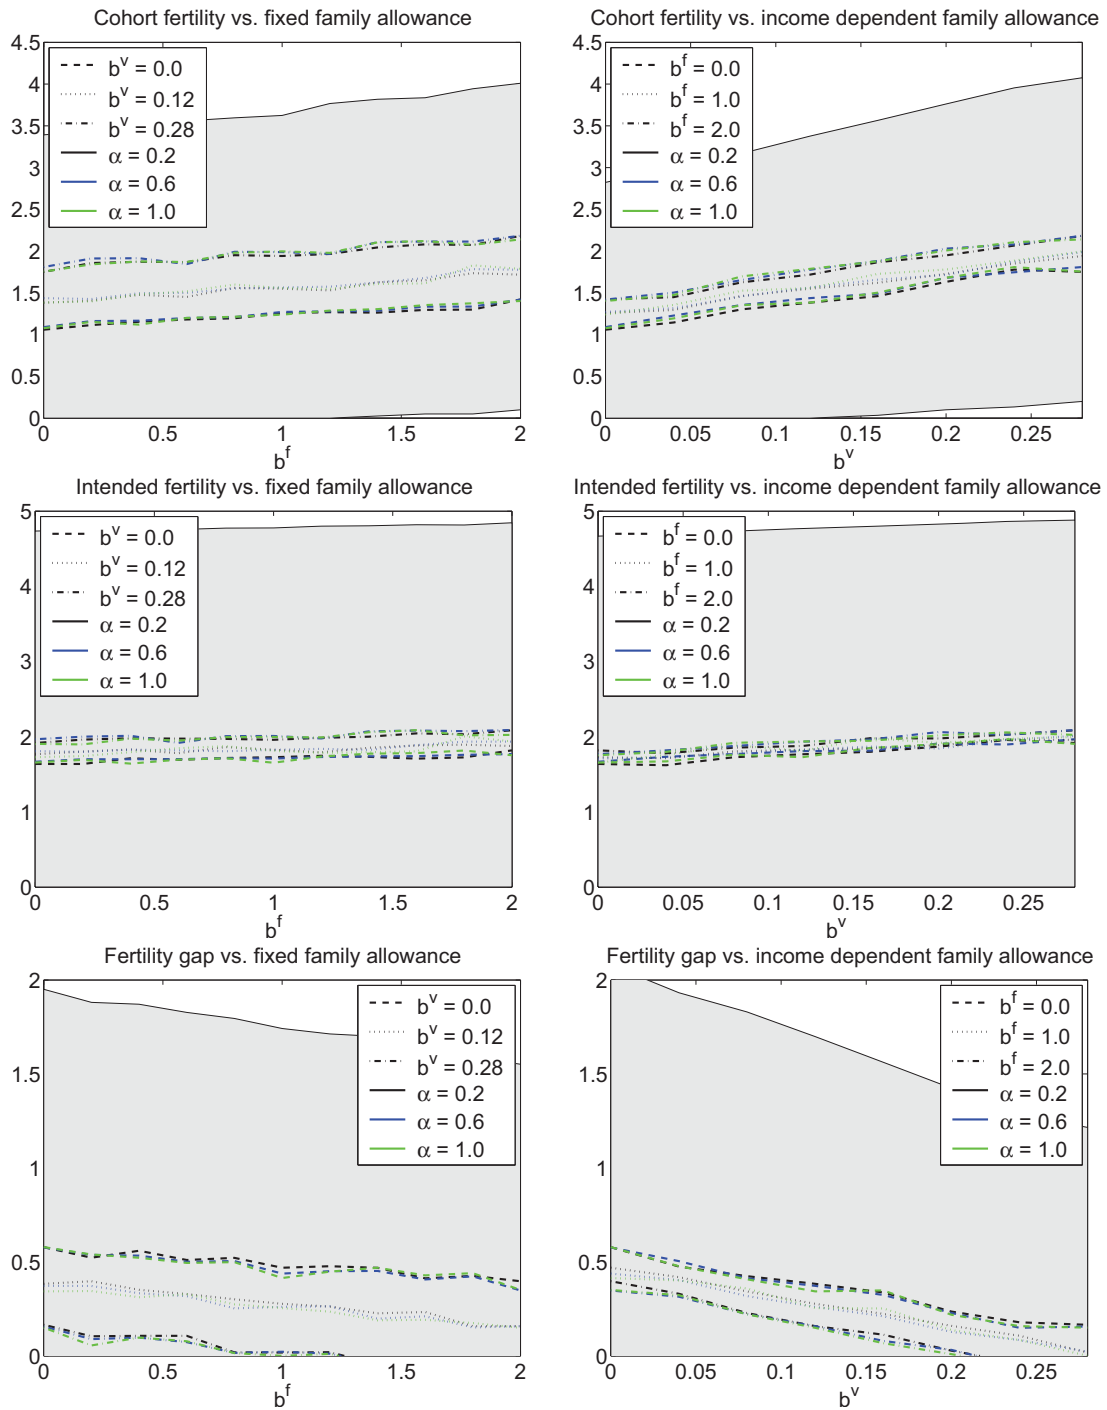 Cohort fertility vs. fixed family allowance
4.5
4
3.5
3
2.5
2
1.5
1
0.5
0
b^v = 0.0
b^v = 0.12
b^v = 0.28
α = 0.2
α = 0.6
α = 1.0
0 0.5 1 1.5 2
b^f
Cohort fertility vs. income dependent family allowance
4.5
4
3.5
3
2.5
2
1.5
1
0.5
0
b^f = 0.0
b^f = 1.0
b^f = 2.0
α = 0.2
α = 0.6
α = 1.0
0 0.05 0.1 0.15 0.2 0.25
b^v
Intended fertility vs. fixed family allowance
5
4
3
2
1
0
b^v = 0.0
b^v = 0.12
b^v = 0.28
α = 0.2
α = 0.6
α = 1.0
0 0.5 1 1.5 2
b^f
Intended fertility vs. income dependent family allowance
5
4
3
2
1
0
b^f = 0.0
b^f = 1.0
b^f = 2.0
α = 0.2
α = 0.6
α = 1.0
0 0.05 0.1 0.15 0.2 0.25
b^v
Fertility gap vs. fixed family allowance
2
1.5
1
0.5
0
b^v = 0.0
b^v = 0.12
b^v = 0.28
α = 0.2
α = 0.6
α = 1.0
0 0.5 1 1.5 2
b^f
Fertility gap vs. income dependent family allowance
2
1.5
1
0.5
0
b^f = 0.0
b^f = 1.0
b^f = 2.0
α = 0.2
α = 0.6
α = 1.0
0 0.05 0.1 0.15 0.2 0.25
b^v